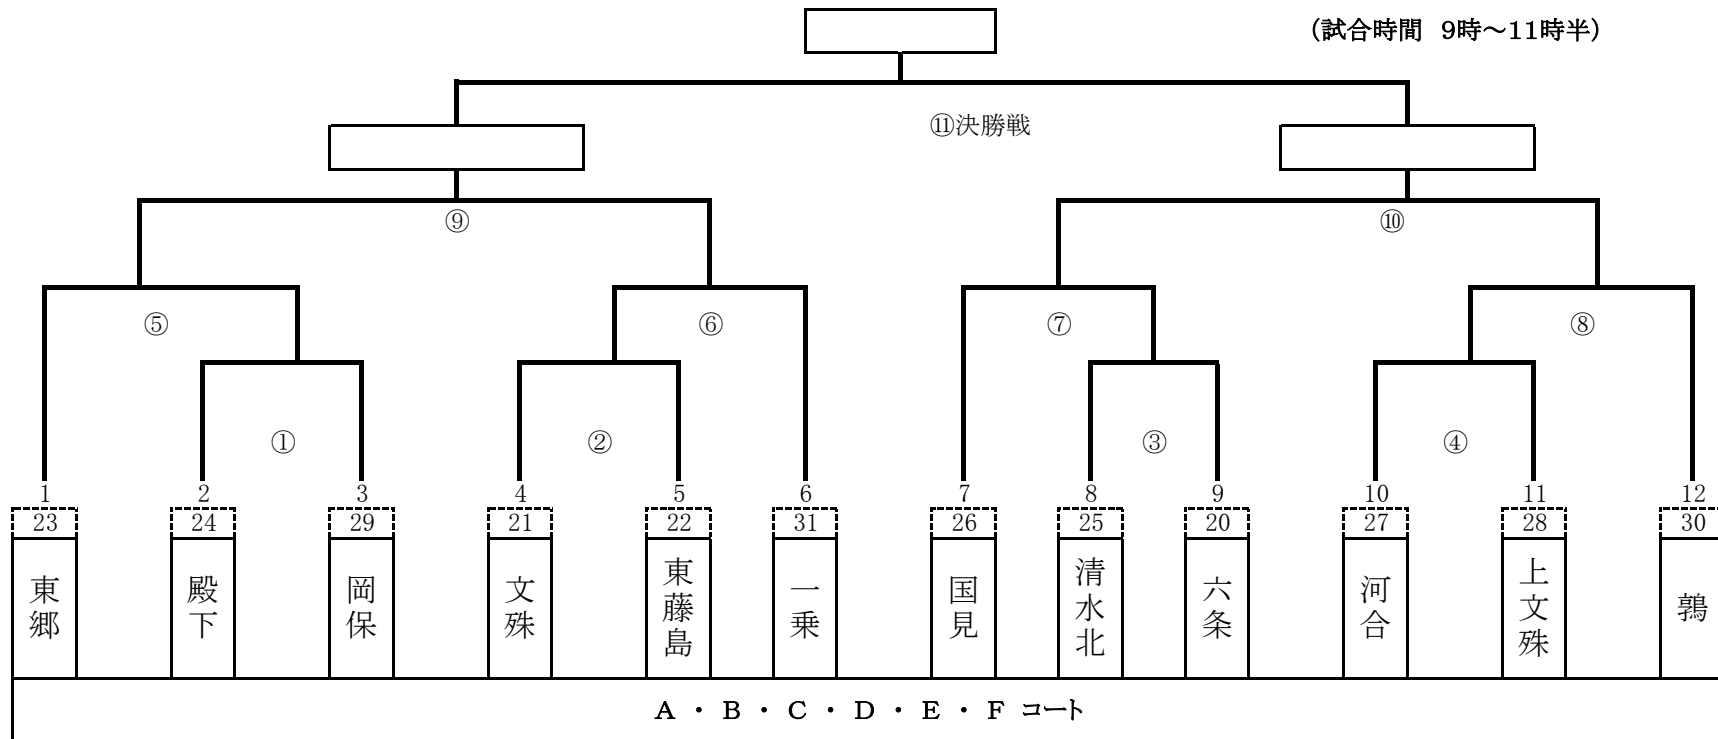 (試合時間　9時～11時半)
⑪決勝戦
⑨
⑩
⑤
⑥
⑦
⑧
①
②
③
④
1 2 3 4 5 6 7 8 9 10 11 12
23 24 29 21 22 31 26 25 20 27 28 30
東郷
殿下
岡保
文殊
東藤島
一乗
国見
清水北
六条
河合
上文殊
鶉
A ・ B ・ C ・ D ・ E ・ F コート